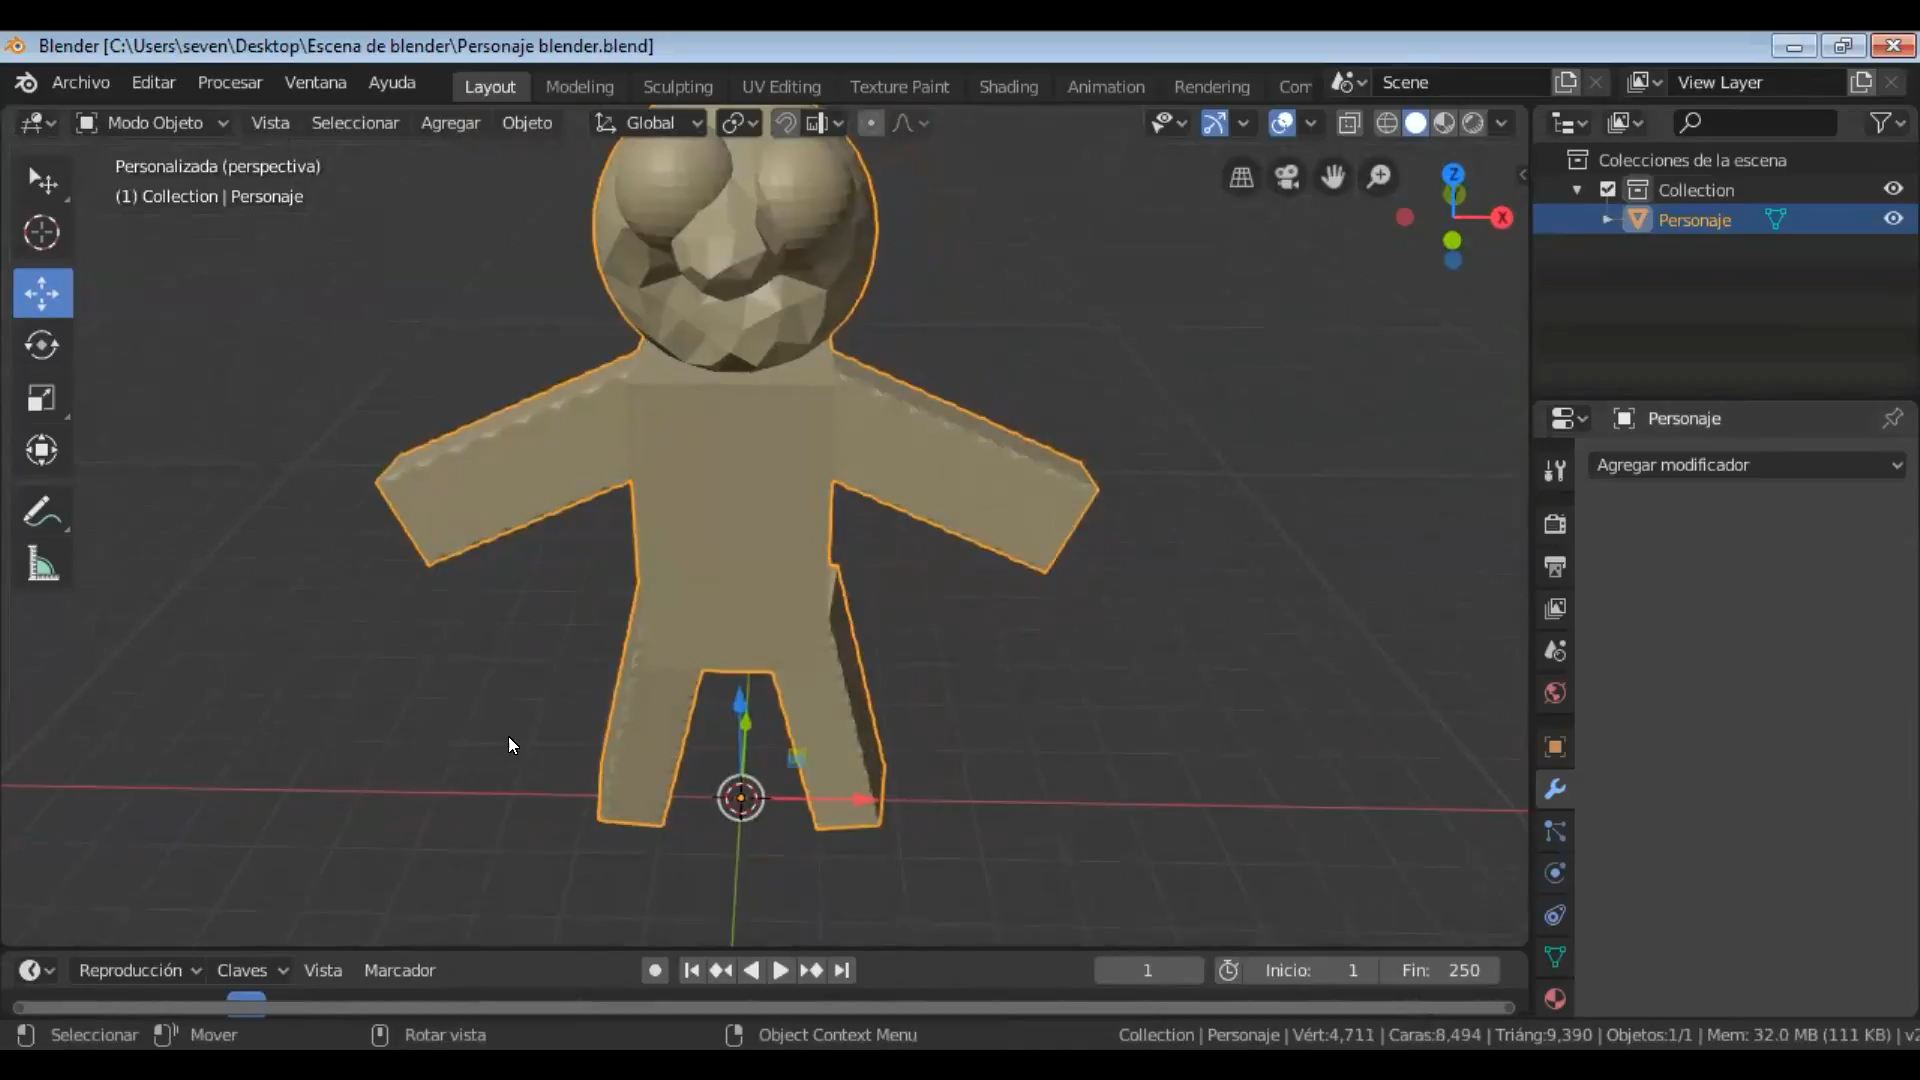 Blender [C:\Users\seven\Desktop\Escena de blender\Personaje blender.blend]
Archivo Editar Procesar Ventana Ayuda Layout Modeling Sculpting UV Editing Texture Paint Shading Animation Rendering Com Scene View Layer
Modo Objeto Vista Seleccionar Agregar Objeto Global
Personalizada (perspectiva)
(1) Collection | Personaje
Z
X
Colecciones de la escena
Collection
Personaje
Personaje
Agregar modificador
Reproducción Claves Vista Marcador 1 Inicio: 1 Fin: 250
Seleccionar Mover Rotar vista Object Context Menu Collection | Personaje | Vért:4,711 | Caras:8,494 | Triáng:9,390 | Objetos:1/1 | Mem: 32.0 MB (111 KB) | v2